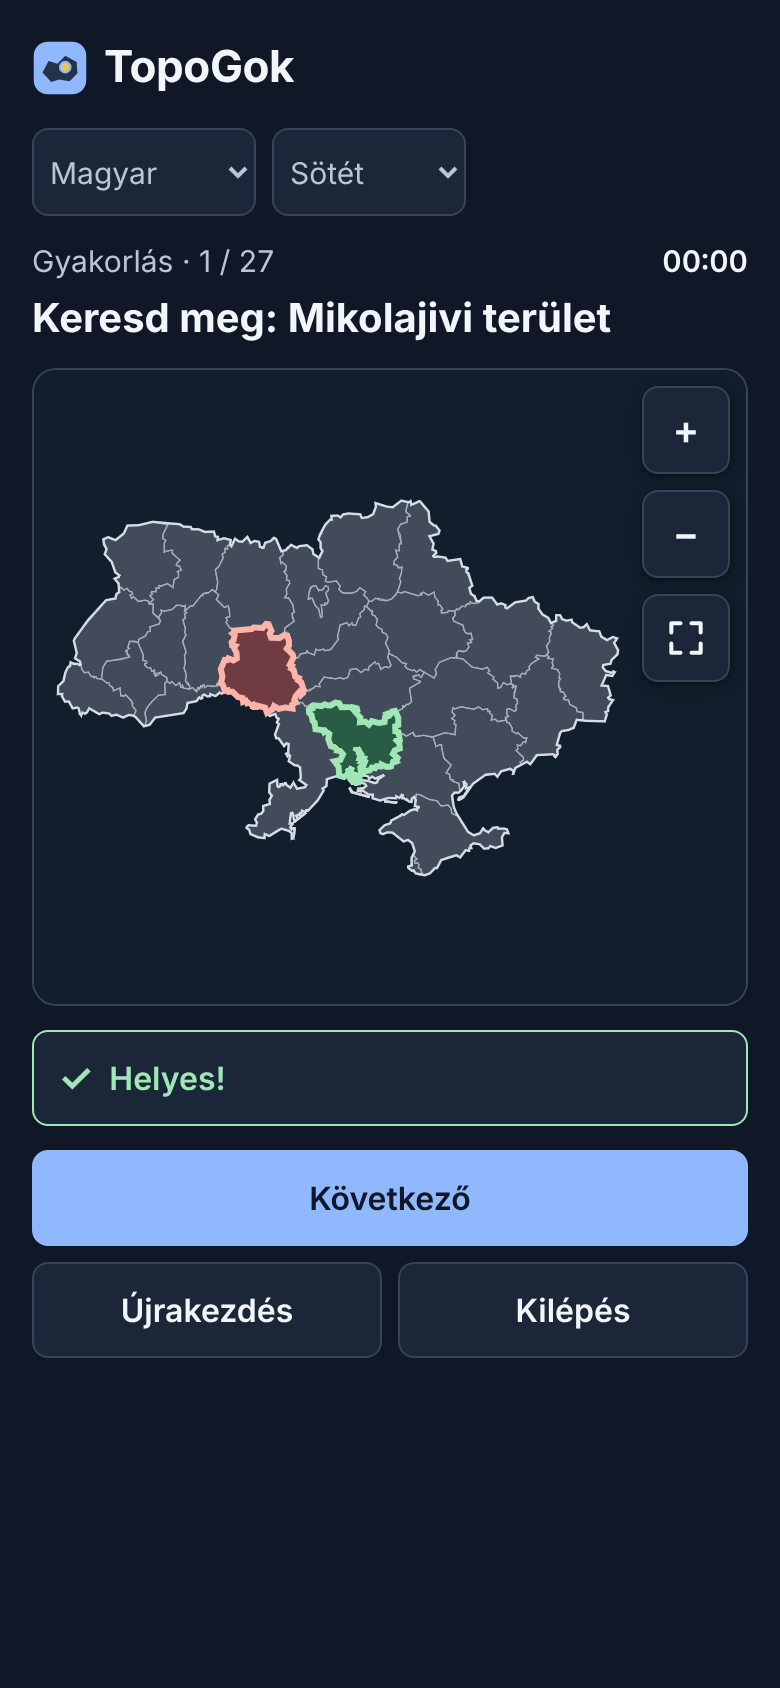 TopoGok
Magyar
Sötét
Gyakorlás · 1 / 27
00:00
Keresd meg: Mikolajivi terület
+
−
✓ Helyes!
Következő
Újrakezdés
Kilépés